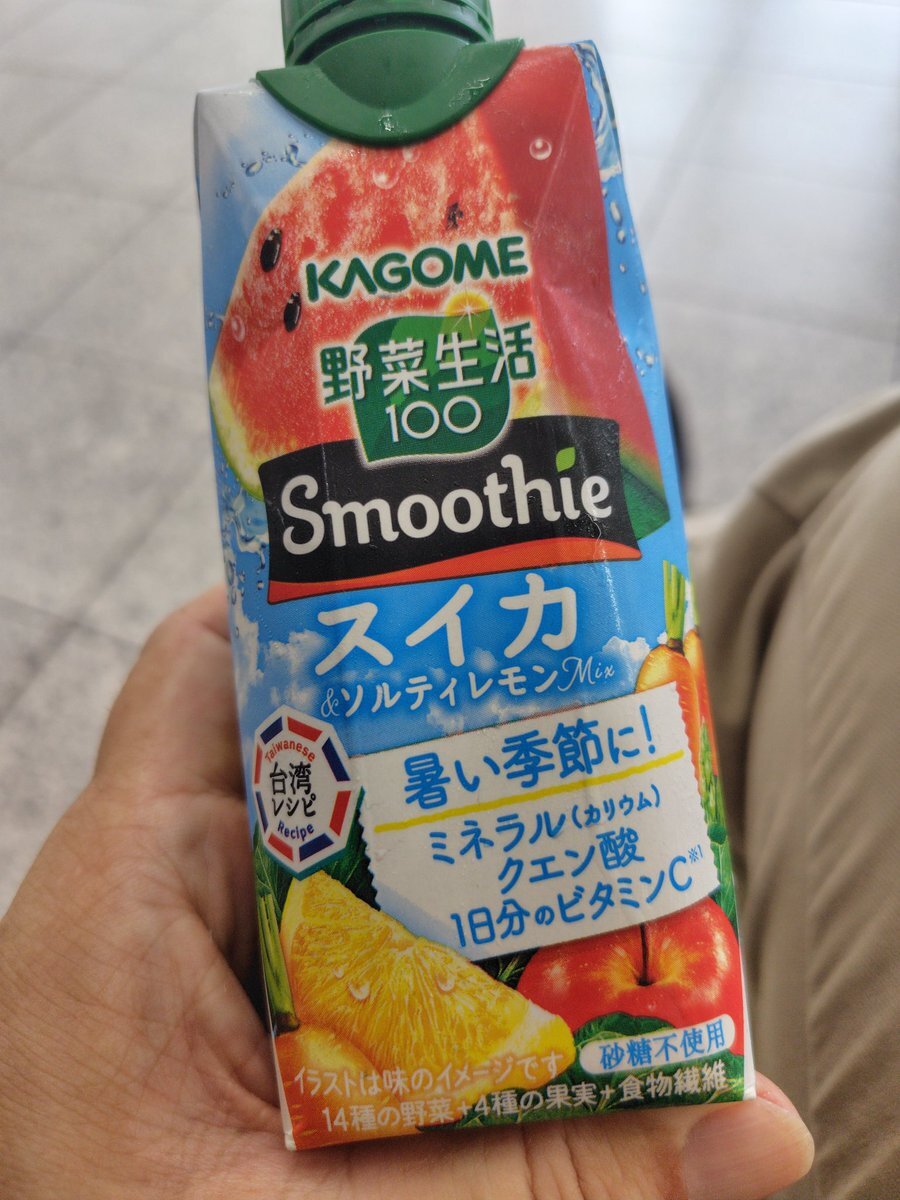 KAGOME
野菜生活
100
Smoothie
スイカ
&ソルティレモンMix
暑い季節に!
ミネラル(カリウム)
クエン酸
1日分のビタミンC※1
Taiwanese
台湾
レシピ
Recipe
砂糖不使用
イラストは味のイメージです
14種の野菜+4種の果実+食物繊維